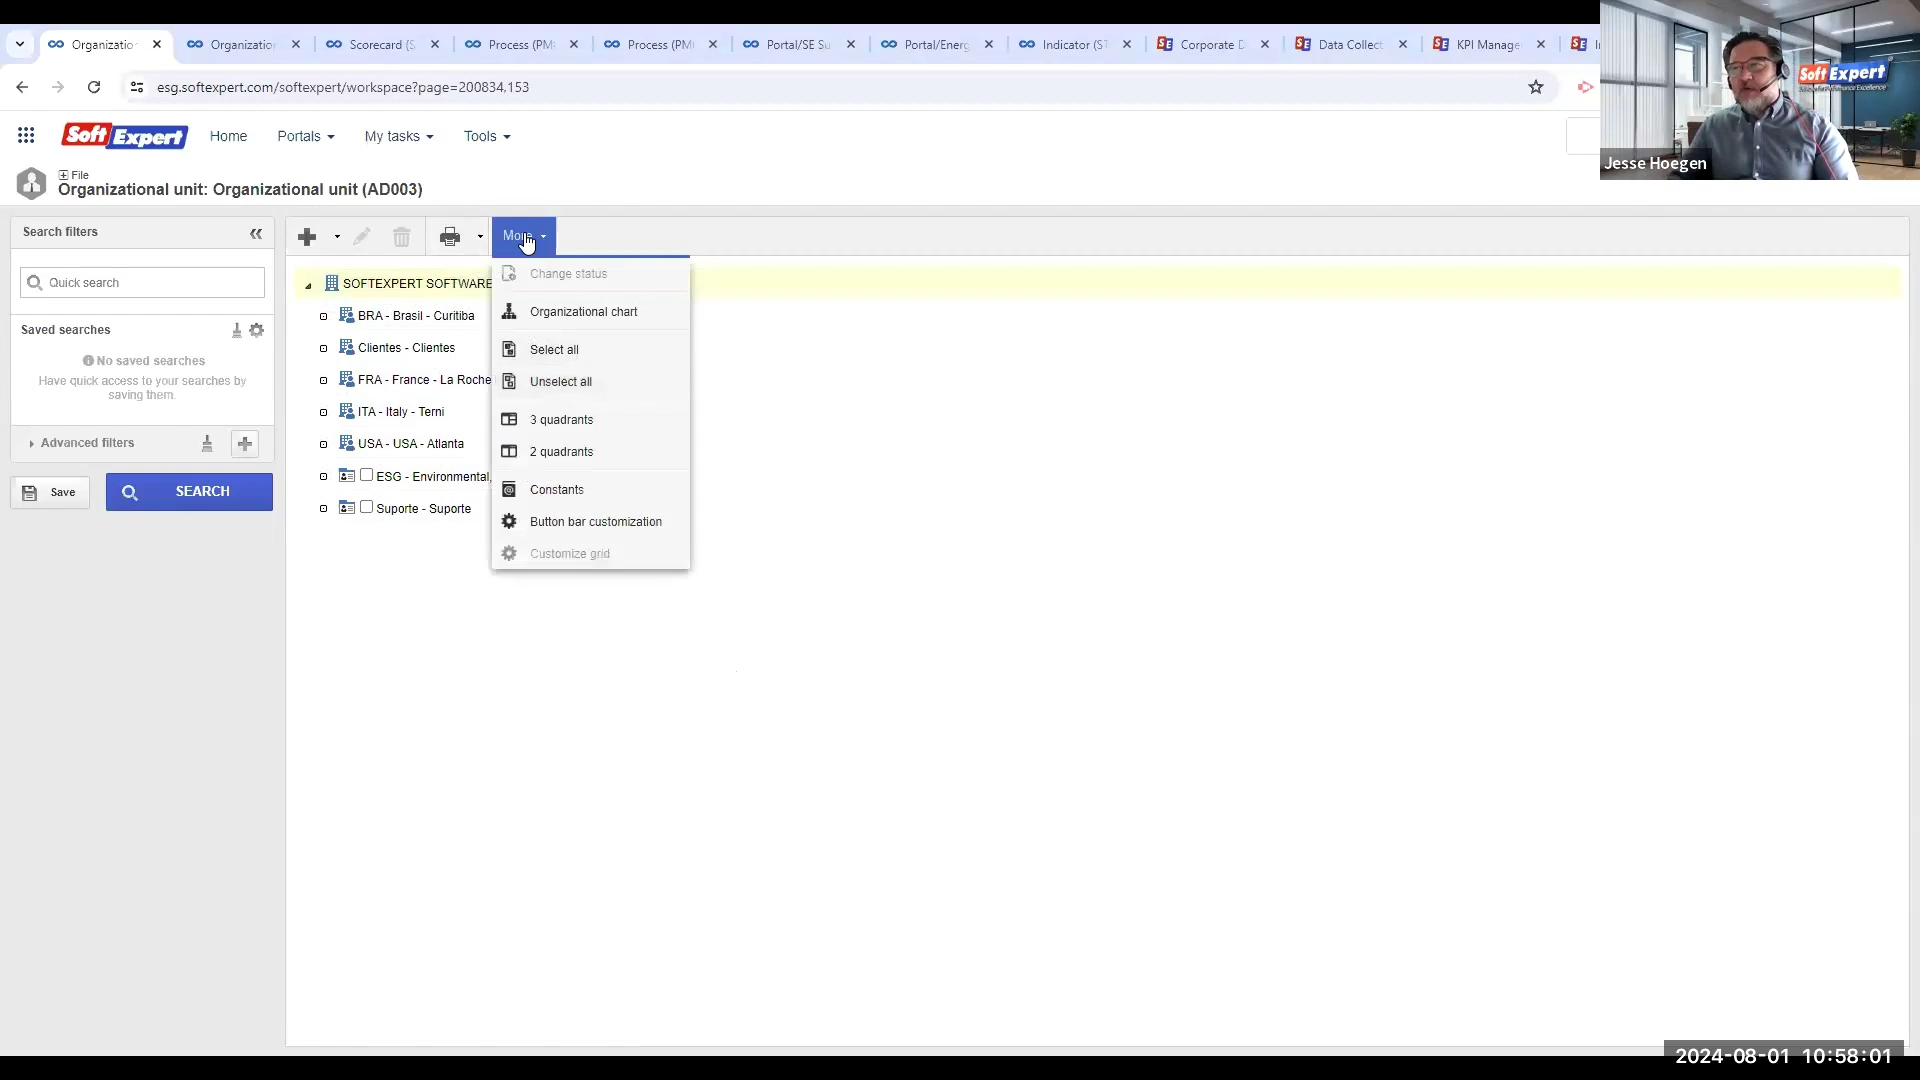 Organizatio
Organization
Scorecard (S
Process (PM
Process (PM
Portal/SE Su
Portal/Energ
Indicator (ST
Corporate D
Data Collect
KPI Manage
esg.softexpert.com/softexpert/workspace?page=200834,153
SoftExpert
Jesse Hoegen
SoftExpert
Home
Portals
My tasks
Tools
File
Organizational unit: Organizational unit (AD003)
Search filters
Quick search
Saved searches
No saved searches
Have quick access to your searches by
saving them.
Advanced filters
Save
SEARCH
More
SOFTEXPERT SOFTWARE
BRA - Brasil - Curitiba
Clientes - Clientes
FRA - France - La Roche
ITA - Italy - Terni
USA - USA - Atlanta
ESG - Environmental,
Suporte - Suporte
Change status
Organizational chart
Select all
Unselect all
3 quadrants
2 quadrants
Constants
Button bar customization
Customize grid
2024-08-01 10:58:01